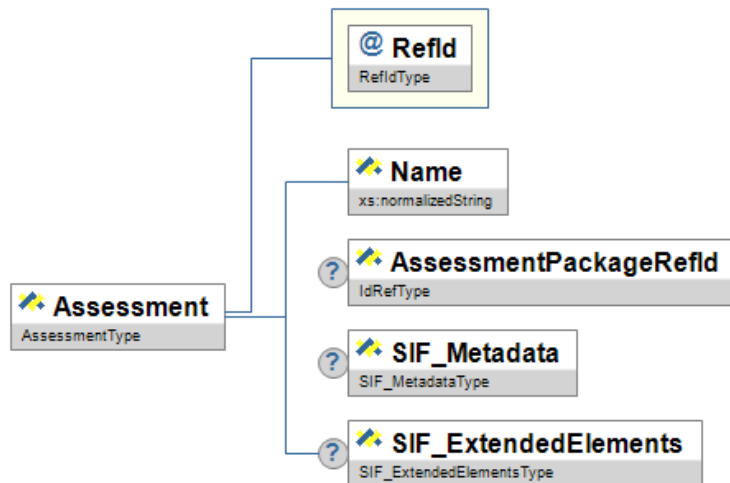 @ RefId
RefIdType
Name
xs:normalizedString
? AssessmentPackageRefId
IdRefType
Assessment
AssessmentType
? SIF_Metadata
SIF_MetadataType
? SIF_ExtendedElements
SIF_ExtendedElementsType